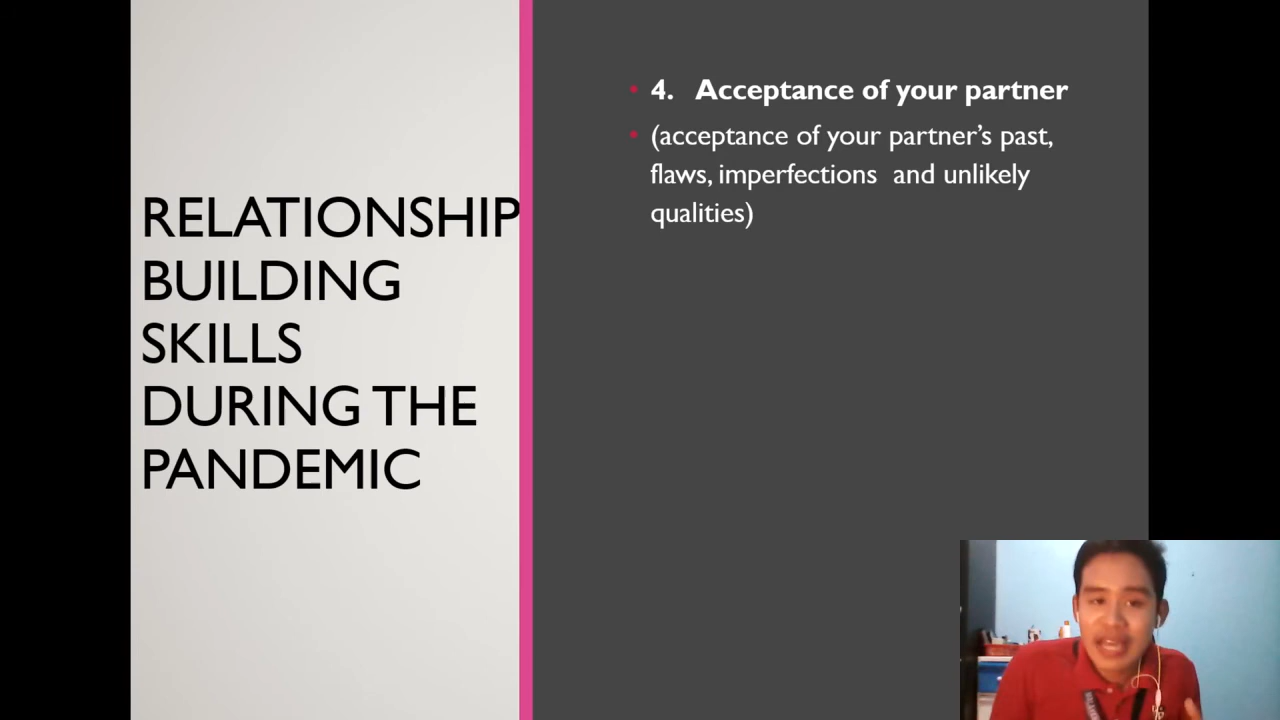 RELATIONSHIP
BUILDING
SKILLS
DURING THE
PANDEMIC
• 4. Acceptance of your partner
• (acceptance of your partner’s past,
flaws, imperfections and unlikely
qualities)